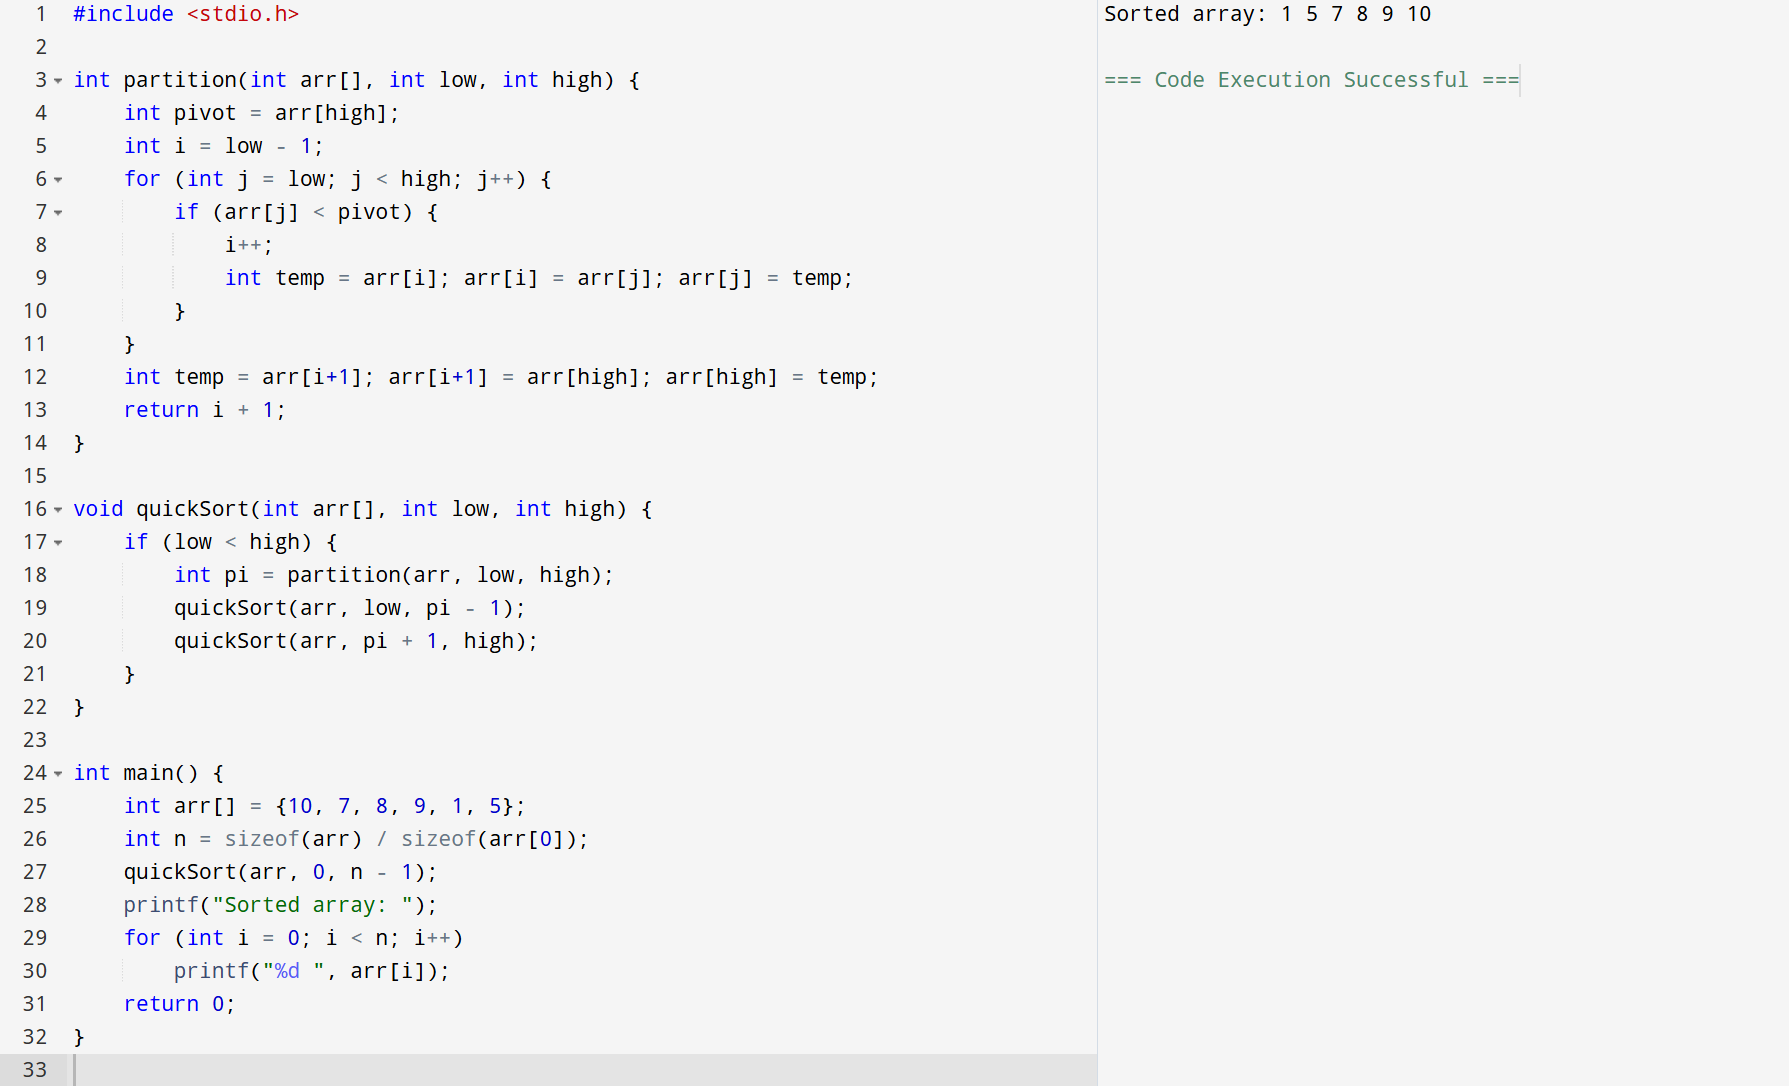 1 #include <stdio.h>
2
3 int partition(int arr[], int low, int high) {
4     int pivot = arr[high];
5     int i = low - 1;
6     for (int j = low; j < high; j++) {
7         if (arr[j] < pivot) {
8             i++;
9             int temp = arr[i]; arr[i] = arr[j]; arr[j] = temp;
10         }
11     }
12     int temp = arr[i+1]; arr[i+1] = arr[high]; arr[high] = temp;
13     return i + 1;
14 }
15
16 void quickSort(int arr[], int low, int high) {
17     if (low < high) {
18         int pi = partition(arr, low, high);
19         quickSort(arr, low, pi - 1);
20         quickSort(arr, pi + 1, high);
21     }
22 }
23
24 int main() {
25     int arr[] = {10, 7, 8, 9, 1, 5};
26     int n = sizeof(arr) / sizeof(arr[0]);
27     quickSort(arr, 0, n - 1);
28     printf("Sorted array: ");
29     for (int i = 0; i < n; i++)
30         printf("%d ", arr[i]);
31     return 0;
32 }
33
Sorted array: 1 5 7 8 9 10
=== Code Execution Successful ===